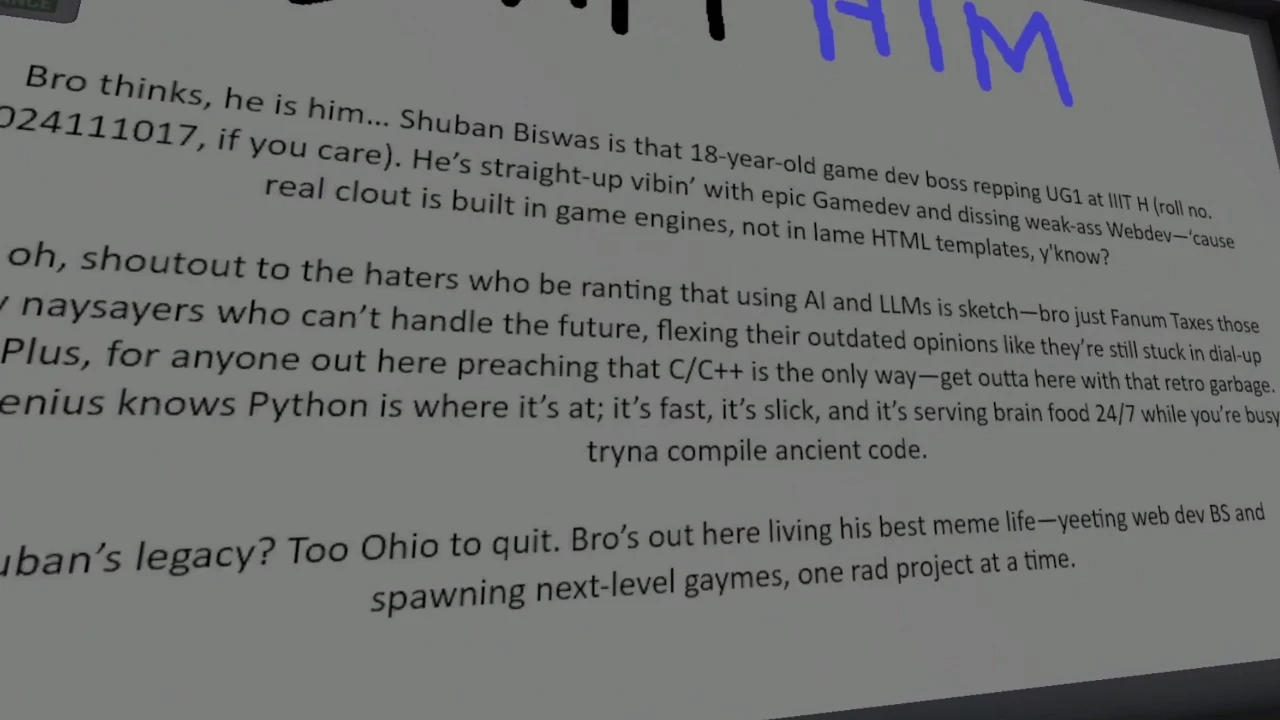 HIM
Bro thinks, he is him... Shuban Biswas is that 18-year-old game dev boss repping UG1 at IIIT H (roll no.
024111017, if you care). He's straight-up vibin' with epic Gamedev and dissing weak-ass Webdev—'cause
real clout is built in game engines, not in lame HTML templates, y'know?
oh, shoutout to the haters who be ranting that using AI and LLMs is sketch—bro just Fanum Taxes those
naysayers who can't handle the future, flexing their outdated opinions like they're still stuck in dial-up
Plus, for anyone out here preaching that C/C++ is the only way—get outta here with that retro garbage.
enius knows Python is where it's at; it's fast, it's slick, and it's serving brain food 24/7 while you're busy
tryna compile ancient code.
uban's legacy? Too Ohio to quit. Bro's out here living his best meme life—yeeting web dev BS and
spawning next-level gaymes, one rad project at a time.